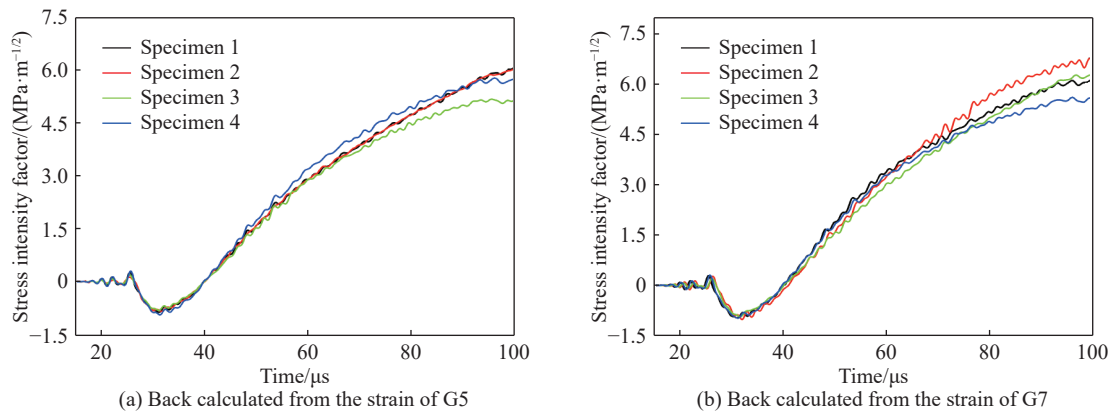 7.5
6.0
4.5
3.0
1.5
0
−1.5
Stress intensity factor/(MPa·m⁻¹/²)
Specimen 1
Specimen 2
Specimen 3
Specimen 4
20 40 60 80 100
Time/μs
(a) Back calculated from the strain of G5
7.5
6.0
4.5
3.0
1.5
0
−1.5
Stress intensity factor/(MPa·m⁻¹/²)
Specimen 1
Specimen 2
Specimen 3
Specimen 4
20 40 60 80 100
Time/μs
(b) Back calculated from the strain of G7